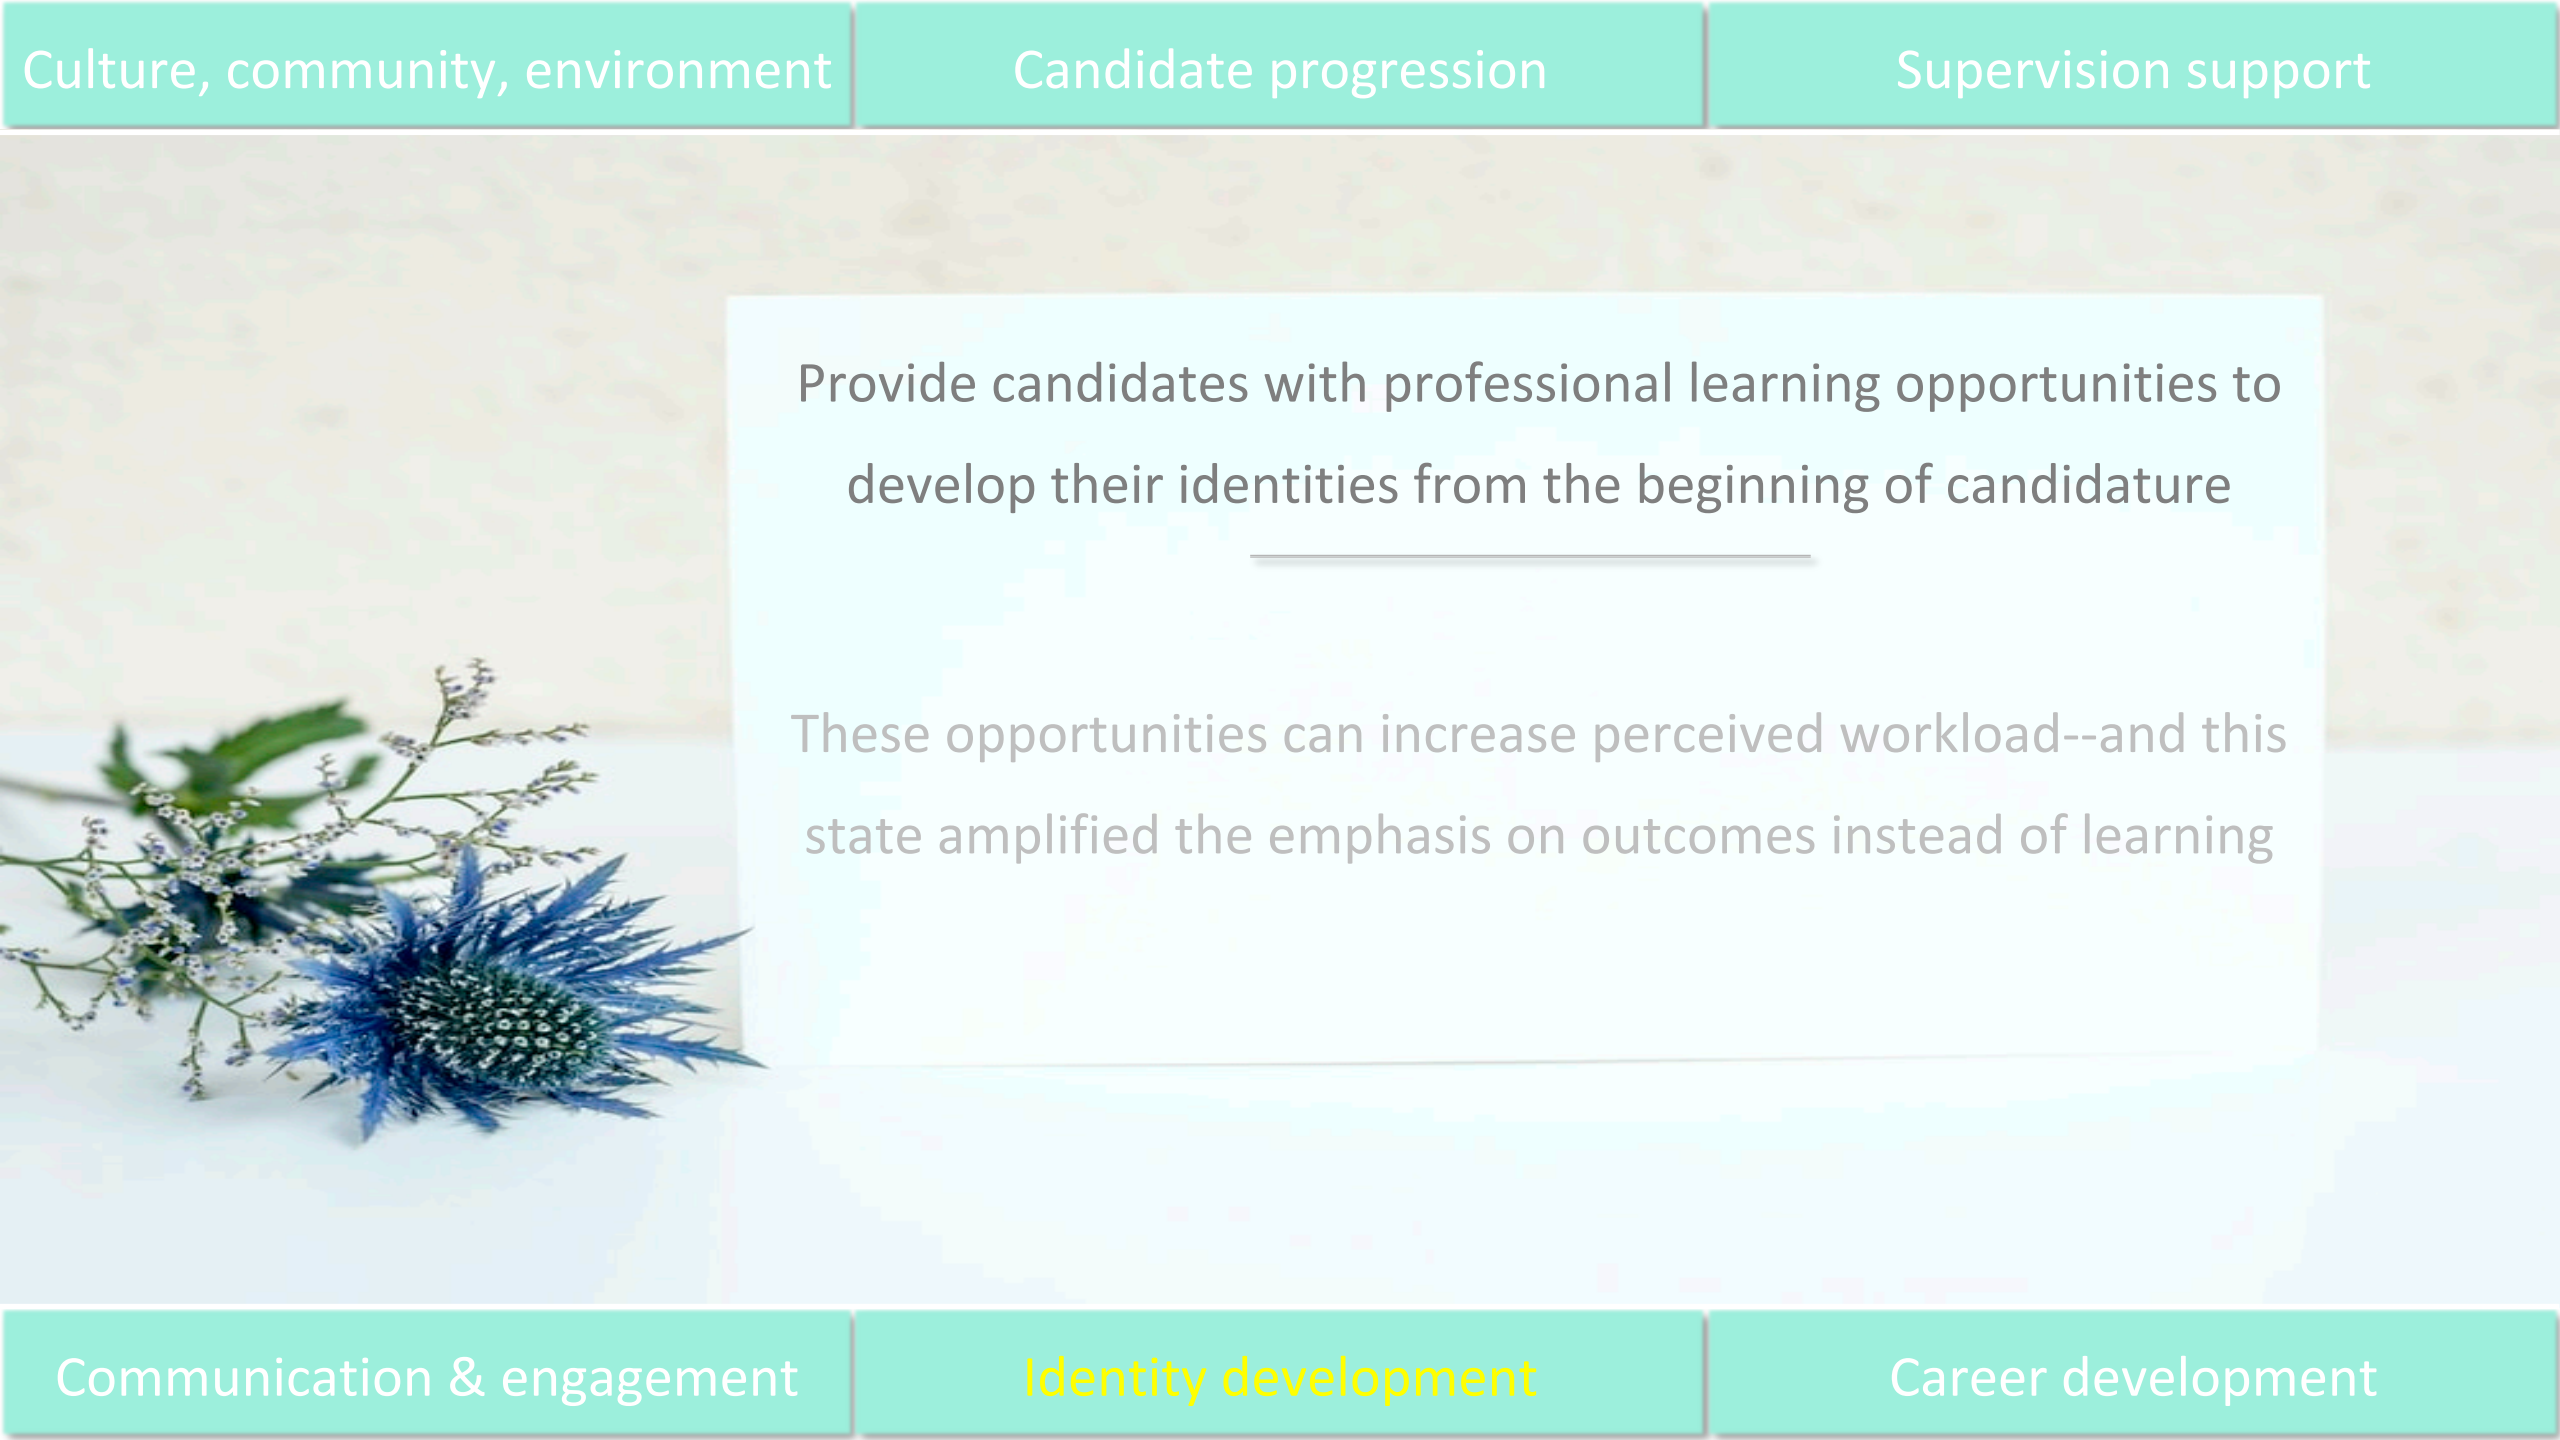 Culture, community, environment
Candidate progression
Supervision support
Provide candidates with professional learning opportunities to
develop their identities from the beginning of candidature
These opportunities can increase perceived workload--and this
state amplified the emphasis on outcomes instead of learning
Communication & engagement
Identity development
Career development